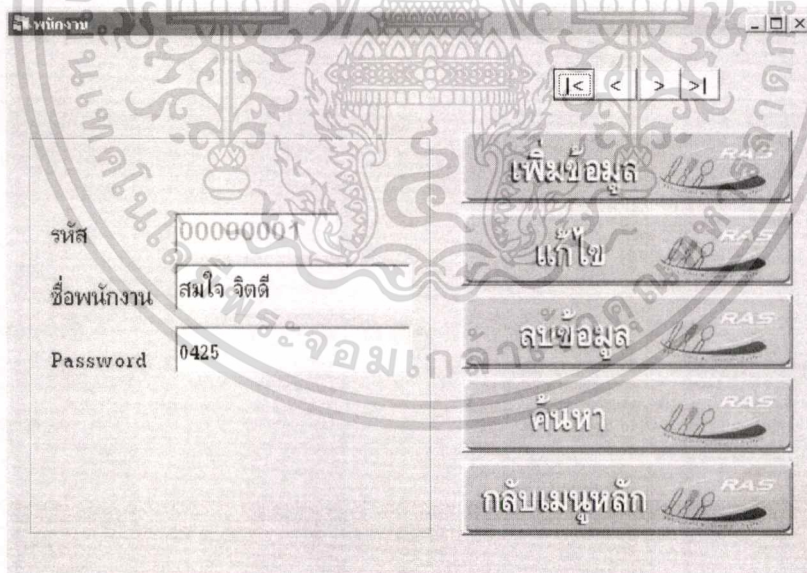 พนักงาน
|< < > >|
เพิ่มข้อมูล RAS
แก้ไข RAS
ลบข้อมูล RAS
ค้นหา RAS
กลับเมนูหลัก RAS
รหัส 00000001
ชื่อพนักงาน สมใจ จิตดี
Password 0425